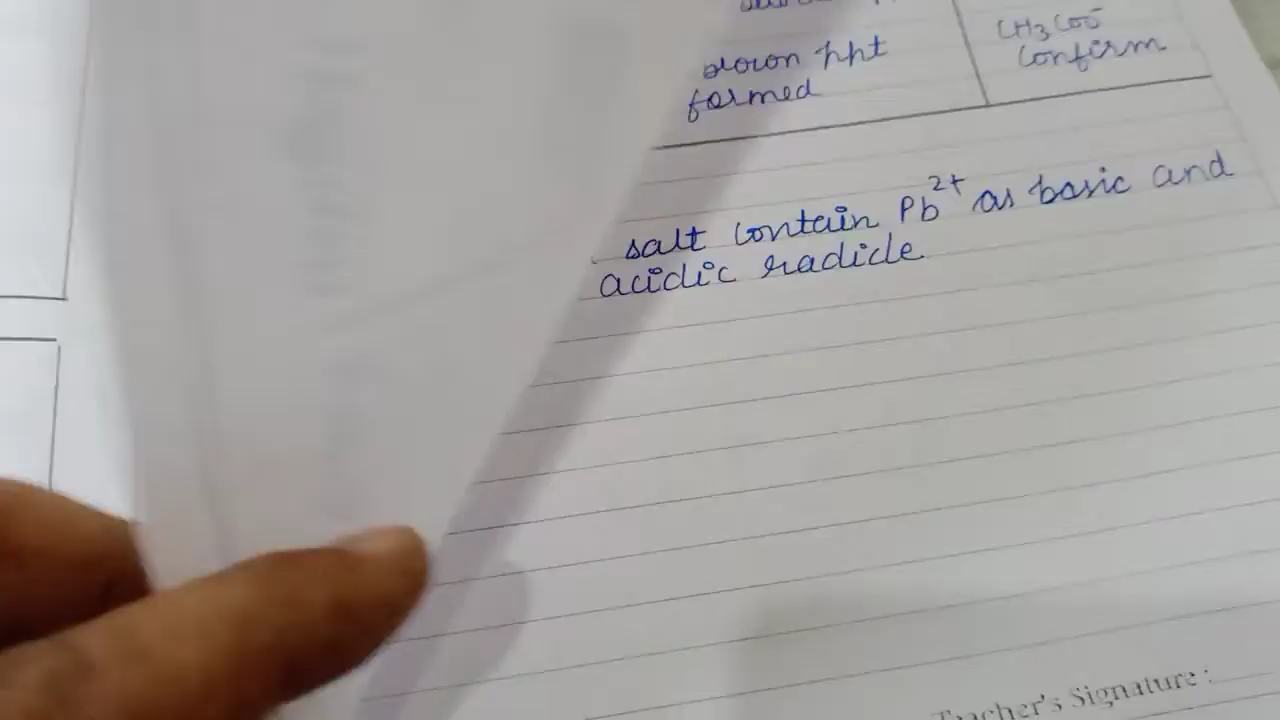 brown ppt
formed
CH3COO-
Confirm
salt contain Pb2+ as basic and
acidic radicle
Teacher's Signature :